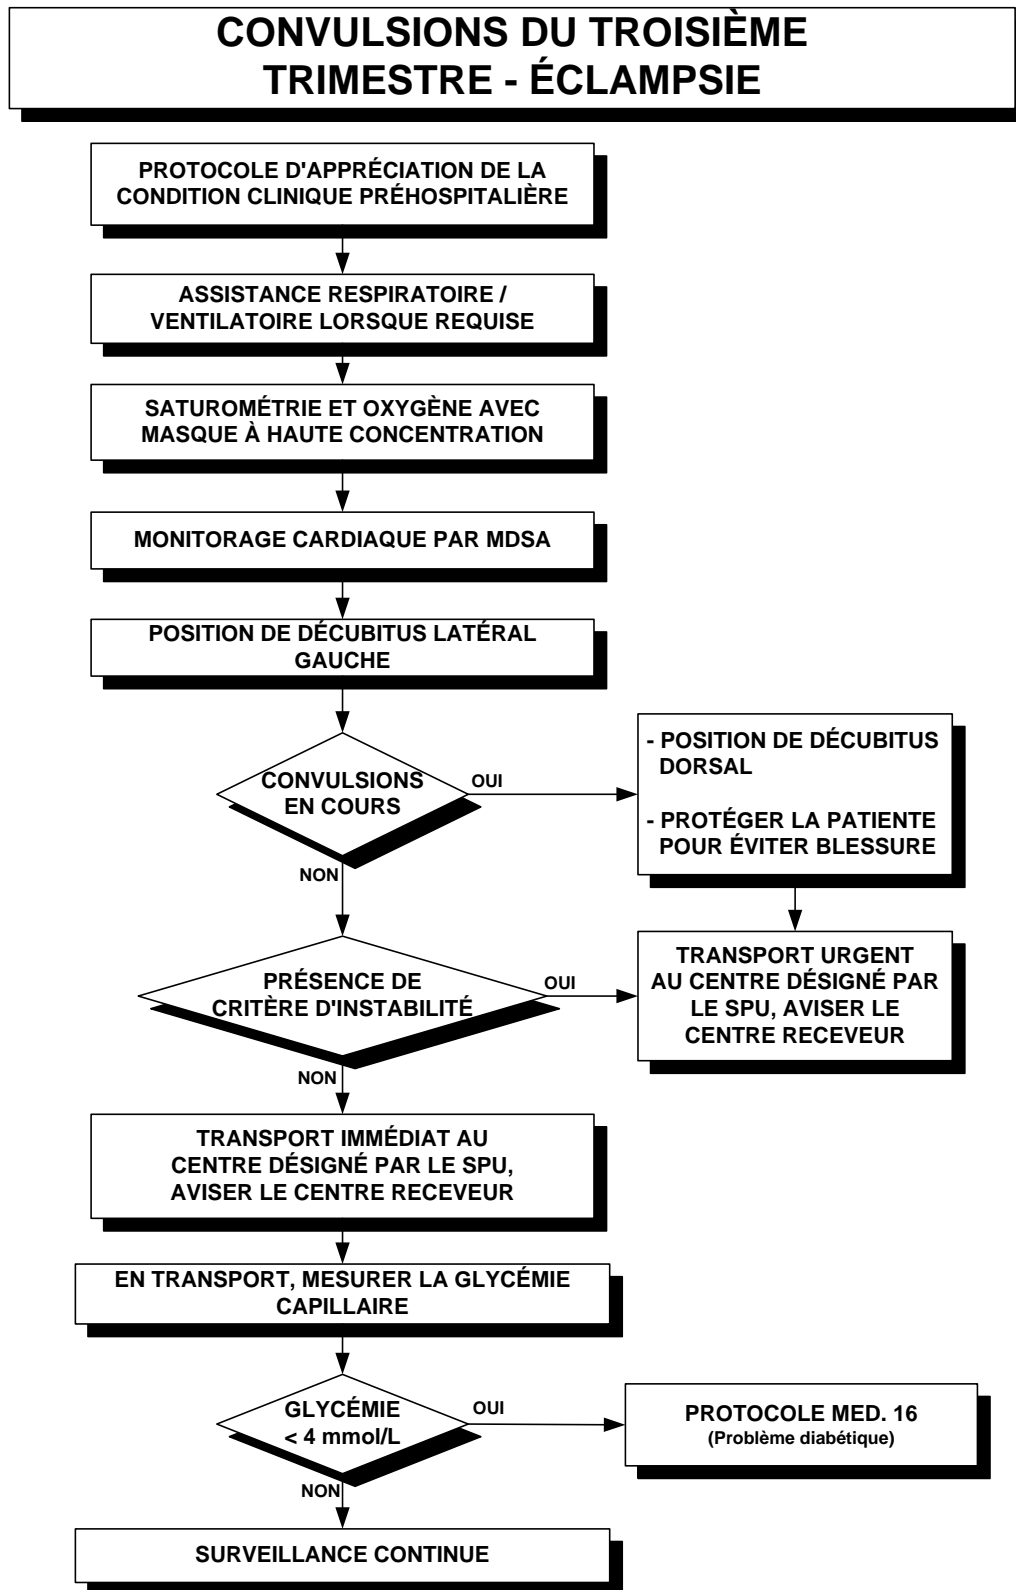 CONVULSIONS DU TROISIÈME
TRIMESTRE - ÉCLAMPSIE
PROTOCOLE D'APPRÉCIATION DE LA
CONDITION CLINIQUE PRÉHOSPITALIÈRE
ASSISTANCE RESPIRATOIRE /
VENTILATOIRE LORSQUE REQUISE
SATUROMÉTRIE ET OXYGÈNE AVEC
MASQUE À HAUTE CONCENTRATION
MONITORAGE CARDIAQUE PAR MDSA
POSITION DE DÉCUBITUS LATÉRAL
GAUCHE
CONVULSIONS
EN COURS
OUI
- POSITION DE DÉCUBITUS
DORSAL
- PROTÉGER LA PATIENTE
POUR ÉVITER BLESSURE
NON
PRÉSENCE DE
CRITÈRE D'INSTABILITÉ
OUI
TRANSPORT URGENT
AU CENTRE DÉSIGNÉ PAR
LE SPU, AVISER LE
CENTRE RECEVEUR
NON
TRANSPORT IMMÉDIAT AU
CENTRE DÉSIGNÉ PAR LE SPU,
AVISER LE CENTRE RECEVEUR
EN TRANSPORT, MESURER LA GLYCÉMIE
CAPILLAIRE
GLYCÉMIE
< 4 mmol/L
OUI
PROTOCOLE MED. 16
(Problème diabétique)
NON
SURVEILLANCE CONTINUE